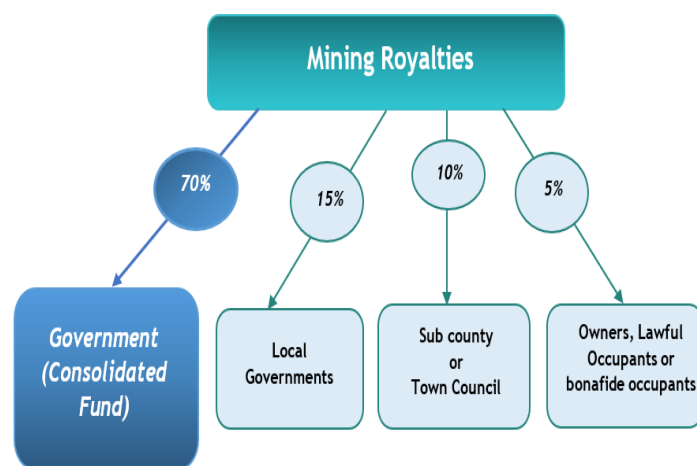 Mining Royalties
70%
15%
10%
5%
Government
(Consolidated
Fund)
Local
Governments
Sub county
or
Town Council
Owners, Lawful
Occupants or
bonafide occupants